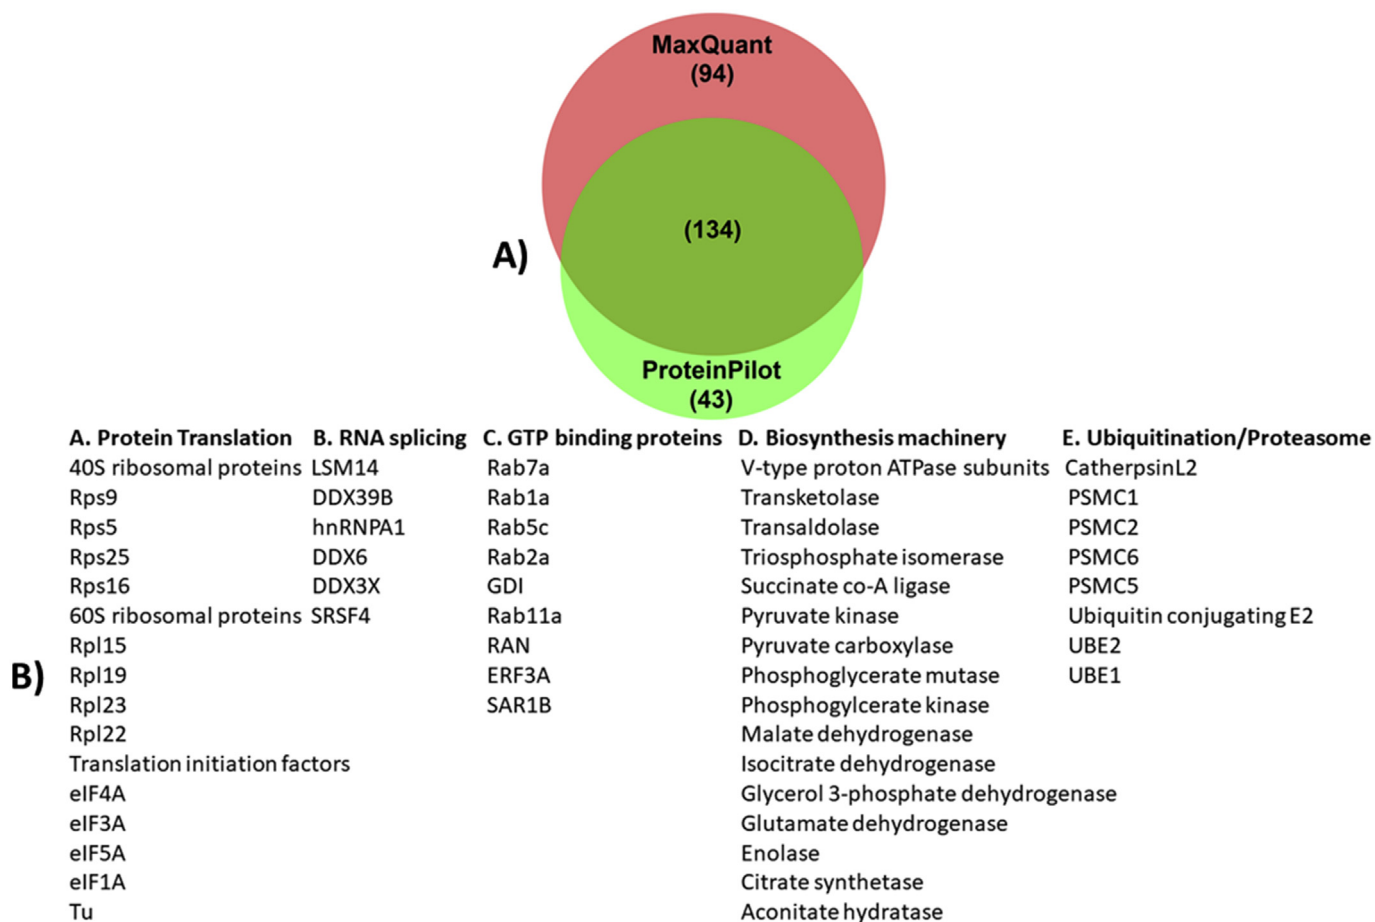 MaxQuant
(94)
(134)
A)
ProteinPilot
(43)
B)
A. Protein Translation B. RNA splicing C. GTP binding proteins D. Biosynthesis machinery E. Ubiquitination/Proteasome
40S ribosomal proteins LSM14 Rab7a V-type proton ATPase subunits CatherpsinL2
Rps9 DDX39B Rab1a Transketolase PSMC1
Rps5 hnRNPA1 Rab5c Transaldolase PSMC2
Rps25 DDX6 Rab2a Triosphosphate isomerase PSMC6
Rps16 DDX3X GDI Succinate co-A ligase PSMC5
60S ribosomal proteins SRSF4 Rab11a Pyruvate kinase Ubiquitin conjugating E2
Rpl15 RAN Pyruvate carboxylase UBE2
Rpl19 ERF3A Phosphoglycerate mutase UBE1
Rpl23 SAR1B Phosphogylcerate kinase
Rpl22 Malate dehydrogenase
Translation initiation factors Isocitrate dehydrogenase
eIF4A Glycerol 3-phosphate dehydrogenase
eIF3A Glutamate dehydrogenase
eIF5A Enolase
eIF1A Citrate synthetase
Tu Aconitate hydratase